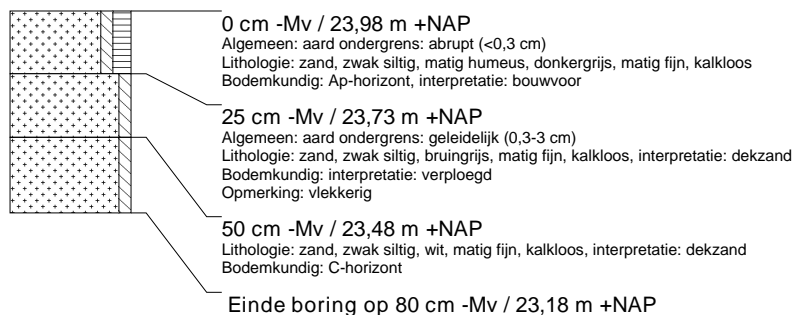 0 cm -Mv / 23,98 m +NAP
Algemeen: aard ondergrens: abrupt (<0,3 cm)
Lithologie: zand, zwak siltig, matig humeus, donkergrijs, matig fijn, kalkloos
Bodemkundig: Ap-horizont, interpretatie: bouwvoor
25 cm -Mv / 23,73 m +NAP
Algemeen: aard ondergrens: geleidelijk (0,3-3 cm)
Lithologie: zand, zwak siltig, bruingrijs, matig fijn, kalkloos, interpretatie: dekzand
Bodemkundig: interpretatie: verploegd
Opmerking: vlekkerig
50 cm -Mv / 23,48 m +NAP
Lithologie: zand, zwak siltig, wit, matig fijn, kalkloos, interpretatie: dekzand
Bodemkundig: C-horizont
Einde boring op 80 cm -Mv / 23,18 m +NAP